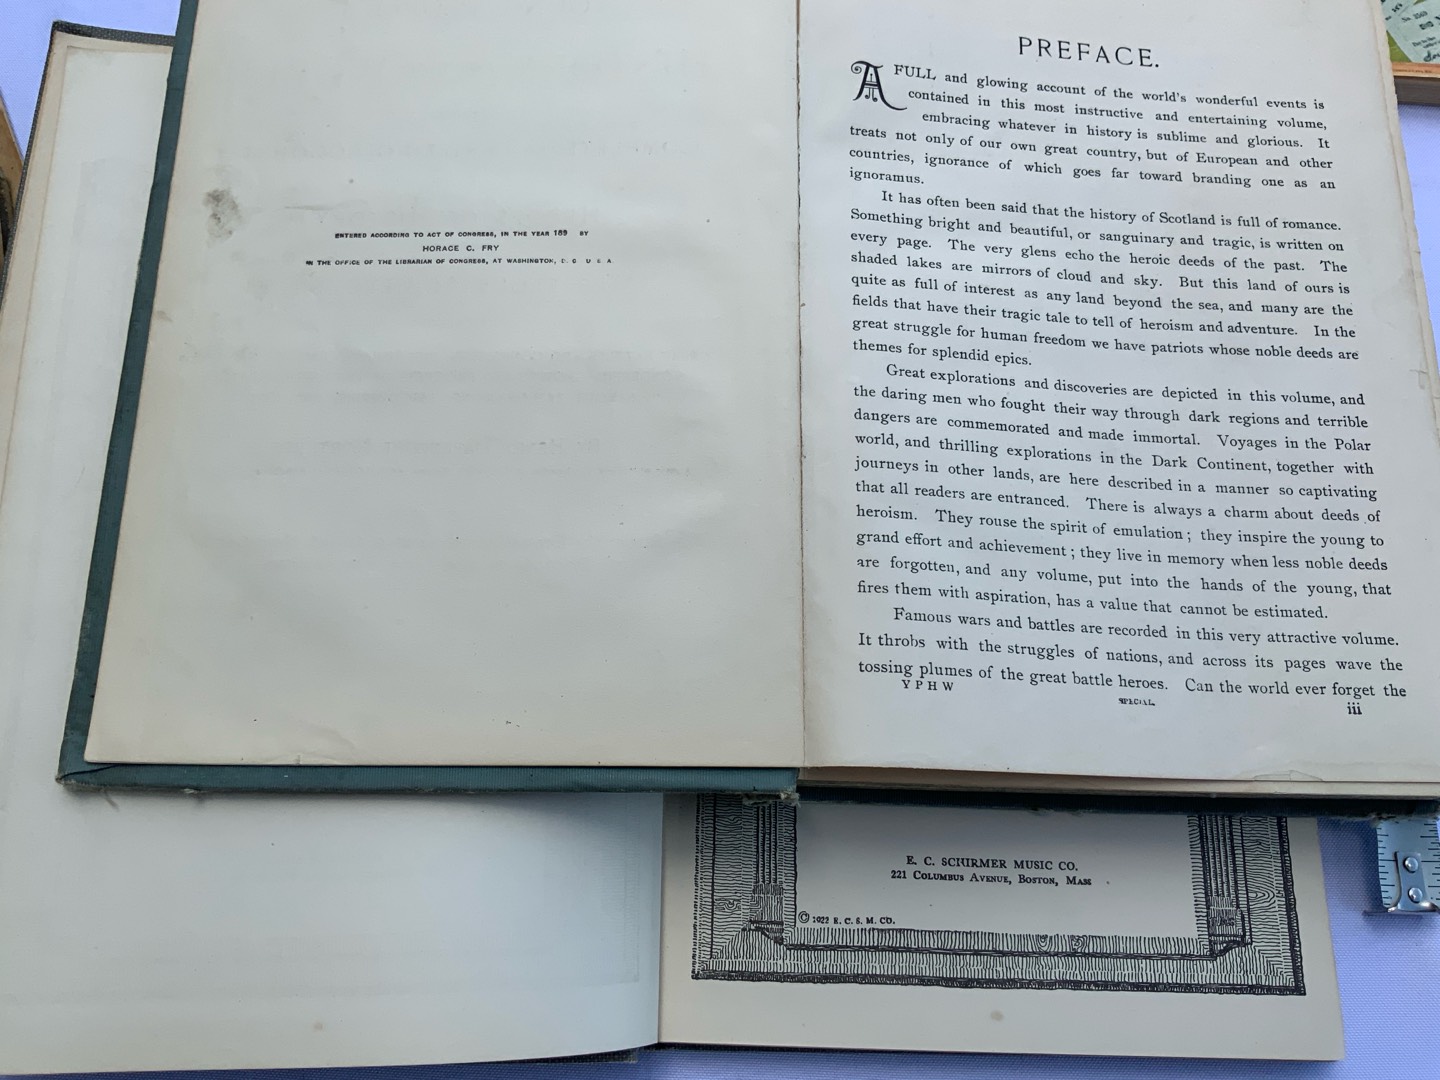 ENTERED ACCORDING TO ACT OF CONGRESS, IN THE YEAR 189 BY
HORACE C. FRY
IN THE OFFICE OF THE LIBRARIAN OF CONGRESS, AT WASHINGTON, D. C. U. S. A.
PREFACE.
A FULL and glowing account of the world's wonderful events is
contained in this most instructive and entertaining volume,
embracing whatever in history is sublime and glorious. It
treats not only of our own great country, but of European and other
countries, ignorance of which goes far toward branding one as an
ignoramus.
It has often been said that the history of Scotland is full of romance.
Something bright and beautiful, or sanguinary and tragic, is written on
every page. The very glens echo the heroic deeds of the past. The
shaded lakes are mirrors of cloud and sky. But this land of ours is
quite as full of interest as any land beyond the sea, and many are the
fields that have their tragic tale to tell of heroism and adventure. In the
great struggle for human freedom we have patriots whose noble deeds are
themes for splendid epics.
Great explorations and discoveries are depicted in this volume, and
the daring men who fought their way through dark regions and terrible
dangers are commemorated and made immortal. Voyages in the Polar
world, and thrilling explorations in the Dark Continent, together with
journeys in other lands, are here described in a manner so captivating
that all readers are entranced. There is always a charm about deeds of
heroism. They rouse the spirit of emulation; they inspire the young to
grand effort and achievement; they live in memory when less noble deeds
are forgotten, and any volume, put into the hands of the young, that
fires them with aspiration, has a value that cannot be estimated.
Famous wars and battles are recorded in this very attractive volume.
It throbs with the struggles of nations, and across its pages wave the
tossing plumes of the great battle heroes. Can the world ever forget the
Y P H W
SPECIAL
iii
E. C. SCHIRMER MUSIC CO.
221 COLUMBUS AVENUE, BOSTON, MASS
© 1922 E. C. S. M. CO.